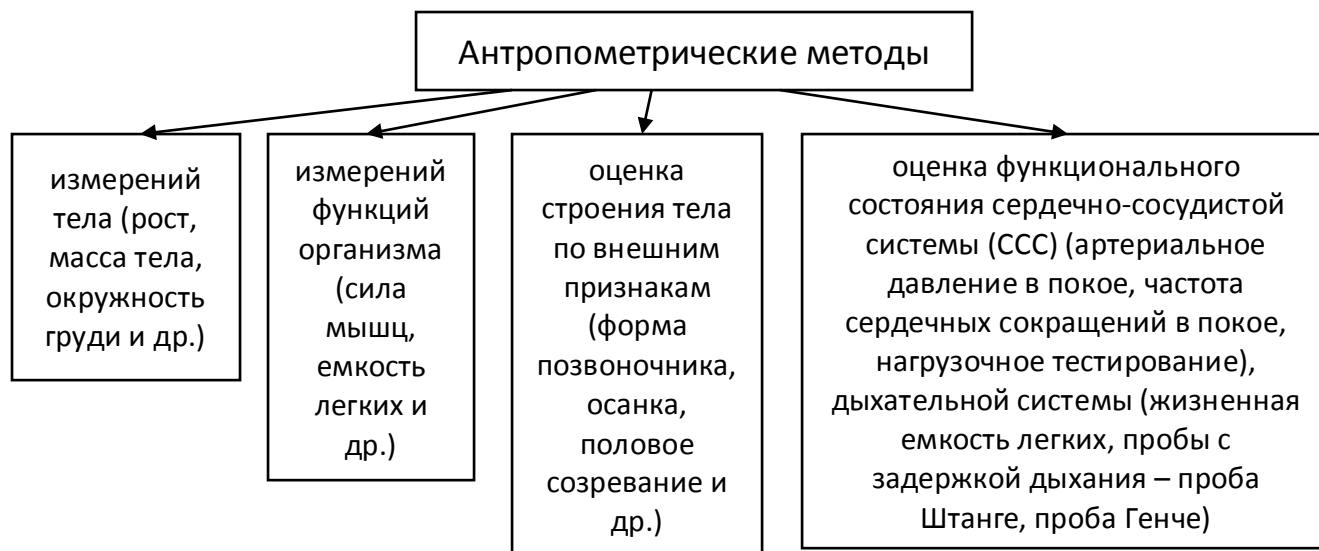 Антропометрические методы
измерений
тела (рост,
масса тела,
окружность
груди и др.)
измерений
функций
организма
(сила
мышц,
емкость
легких и
др.)
оценка
строения тела
по внешним
признакам
(форма
позвоночника,
осанка,
половое
созревание и
др.)
оценка функционального
состояния сердечно-сосудистой
системы (ССС) (артериальное
давление в покое, частота
сердечных сокращений в покое,
нагрузочное тестирование),
дыхательной системы (жизненная
емкость легких, пробы с
задержкой дыхания – проба
Штанге, проба Генче)